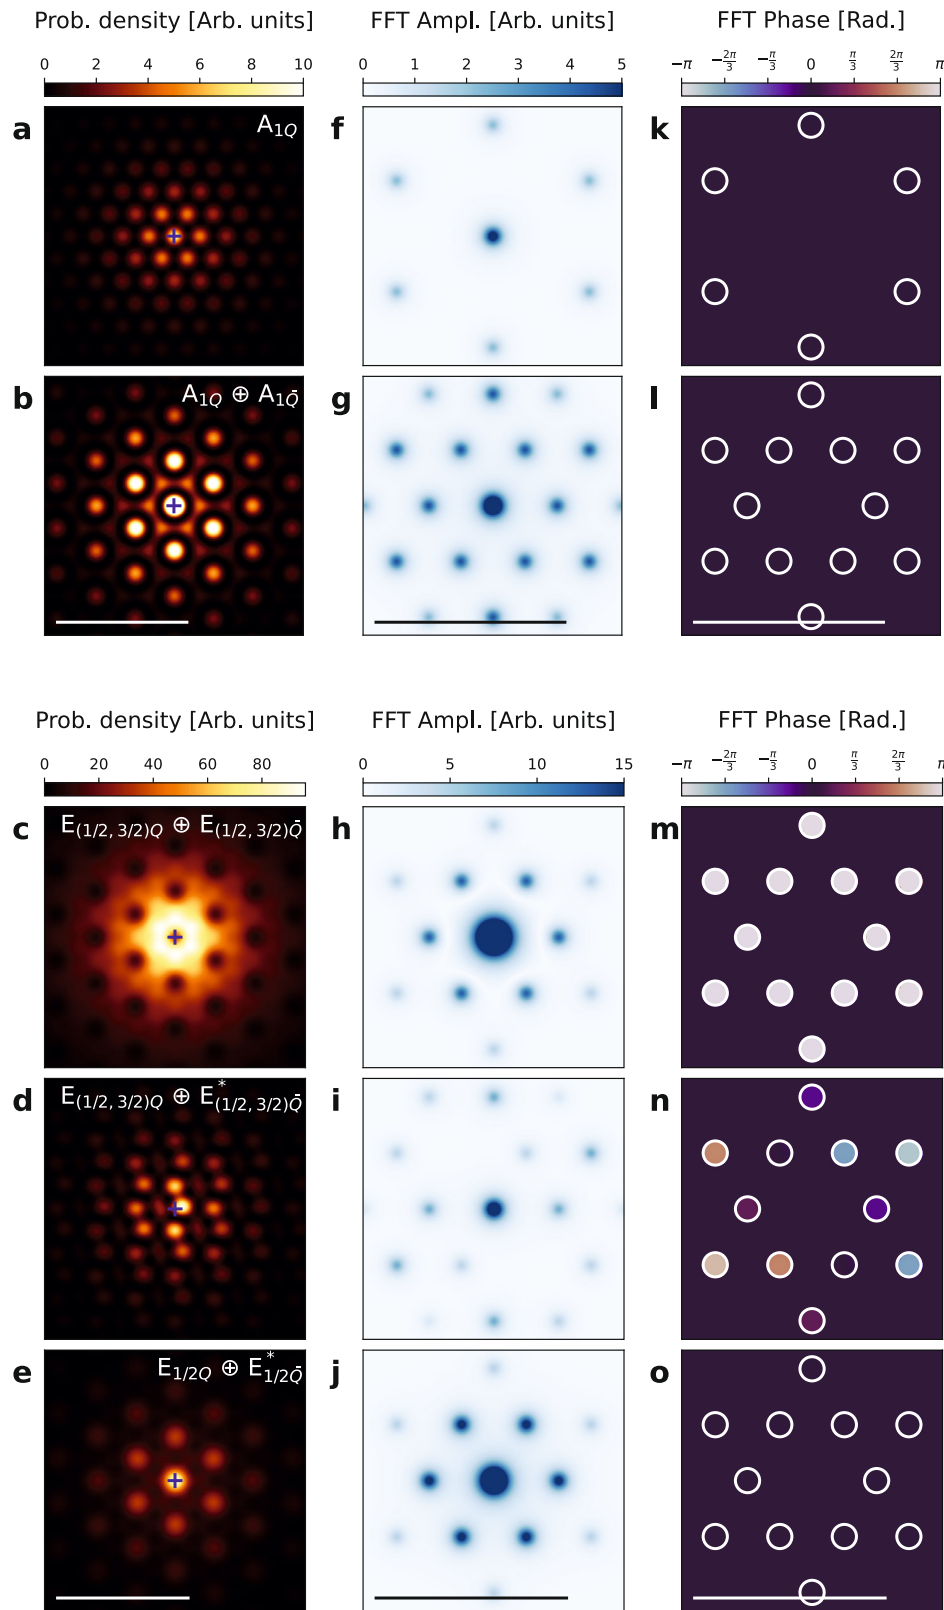 Prob. density [Arb. units] FFT Ampl. [Arb. units] FFT Phase [Rad.]
0 2 4 6 8 10 0 1 2 3 4 5 −π −2π/3 −π/3 0 π/3 2π/3 π
a A₁Q f k
b A₁Q ⊕ A₁Q̄ g l
Prob. density [Arb. units] FFT Ampl. [Arb. units] FFT Phase [Rad.]
0 20 40 60 80 0 5 10 15 −π −2π/3 −π/3 0 π/3 2π/3 π
c E(1/2, 3/2)Q ⊕ E(1/2, 3/2)Q̄ h m
d E(1/2, 3/2)Q ⊕ E*(1/2, 3/2)Q̄ i n
e E1/2Q ⊕ E*1/2Q̄ j o